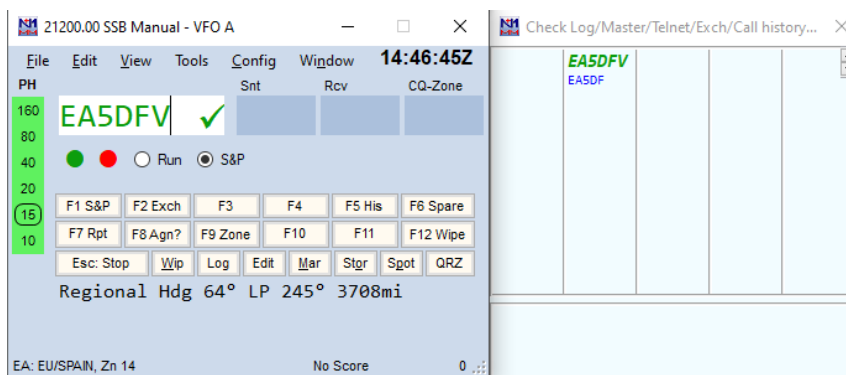 21200.00 SSB Manual - VFO A
File Edit View Tools Config Window 14:46:45Z
PH Snt Rcv CQ-Zone
160 EA5DFV
80
40 Run S&P
20
15
10
F1 S&P F2 Exch F3 F4 F5 His F6 Spare
F7 Rpt F8 Agn? F9 Zone F10 F11 F12 Wipe
Esc: Stop Wip Log Edit Mar Stor Spot QRZ
Regional Hdg 64° LP 245° 3708mi
EA: EU/SPAIN, Zn 14 No Score 0
Check Log/Master/Telnet/Exch/Call history...
EA5DFV
EA5DF